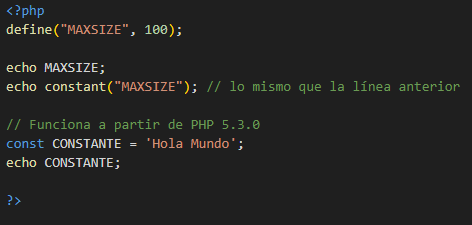 <?php
define("MAXSIZE", 100);
echo MAXSIZE;
echo constant("MAXSIZE"); // lo mismo que la línea anterior
// Funciona a partir de PHP 5.3.0
const CONSTANTE = 'Hola Mundo';
echo CONSTANTE;
?>